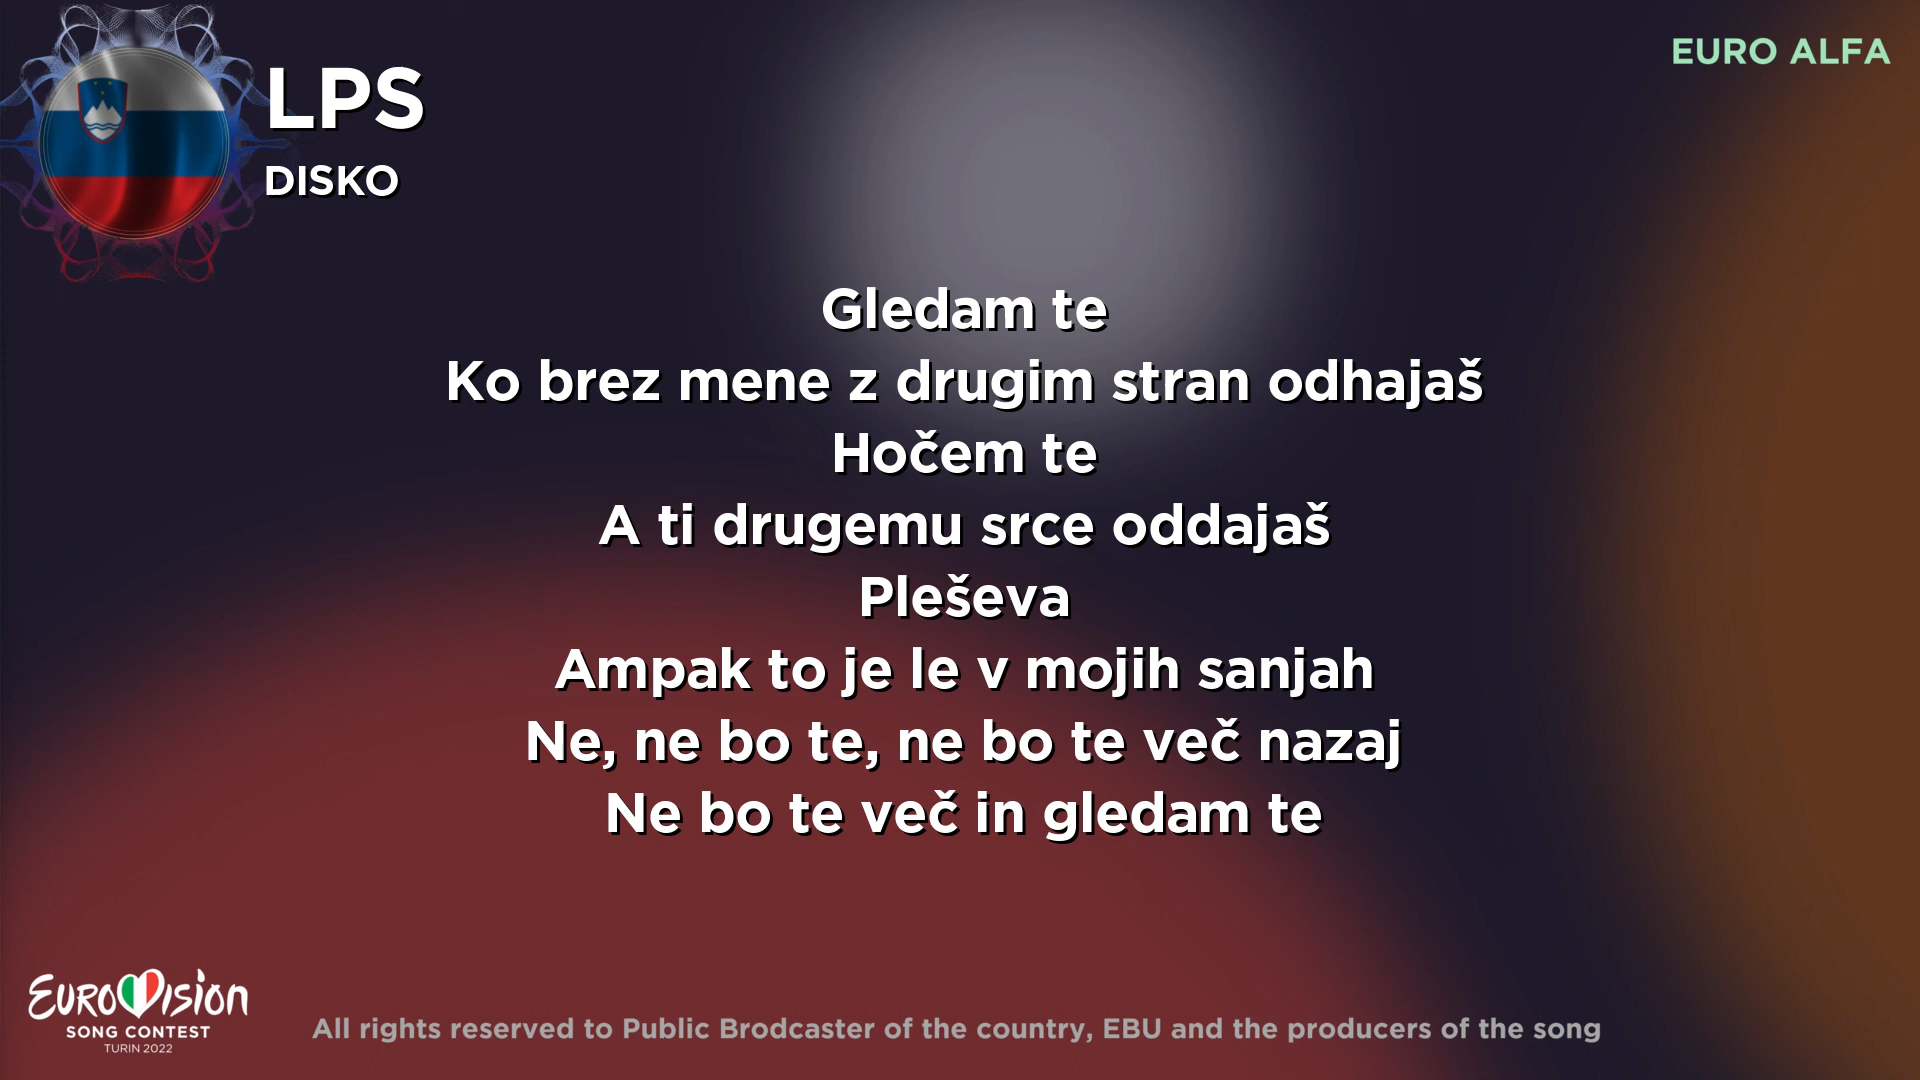 LPS
DISKO
EURO ALFA
Gledam te
Ko brez mene z drugim stran odhajaš
Hočem te
A ti drugemu srce oddajaš
Pleševa
Ampak to je le v mojih sanjah
Ne, ne bo te, ne bo te več nazaj
Ne bo te več in gledam te
EUROVISION
SONG CONTEST
TURIN 2022
All rights reserved to Public Brodcaster of the country, EBU and the producers of the song